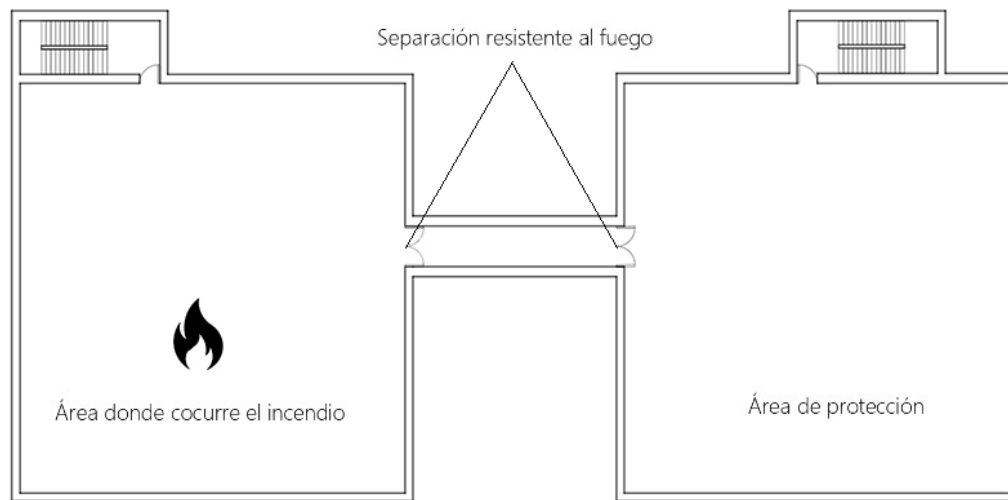 Separación resistente al fuego
Área donde cocurre el incendio
Área de protección